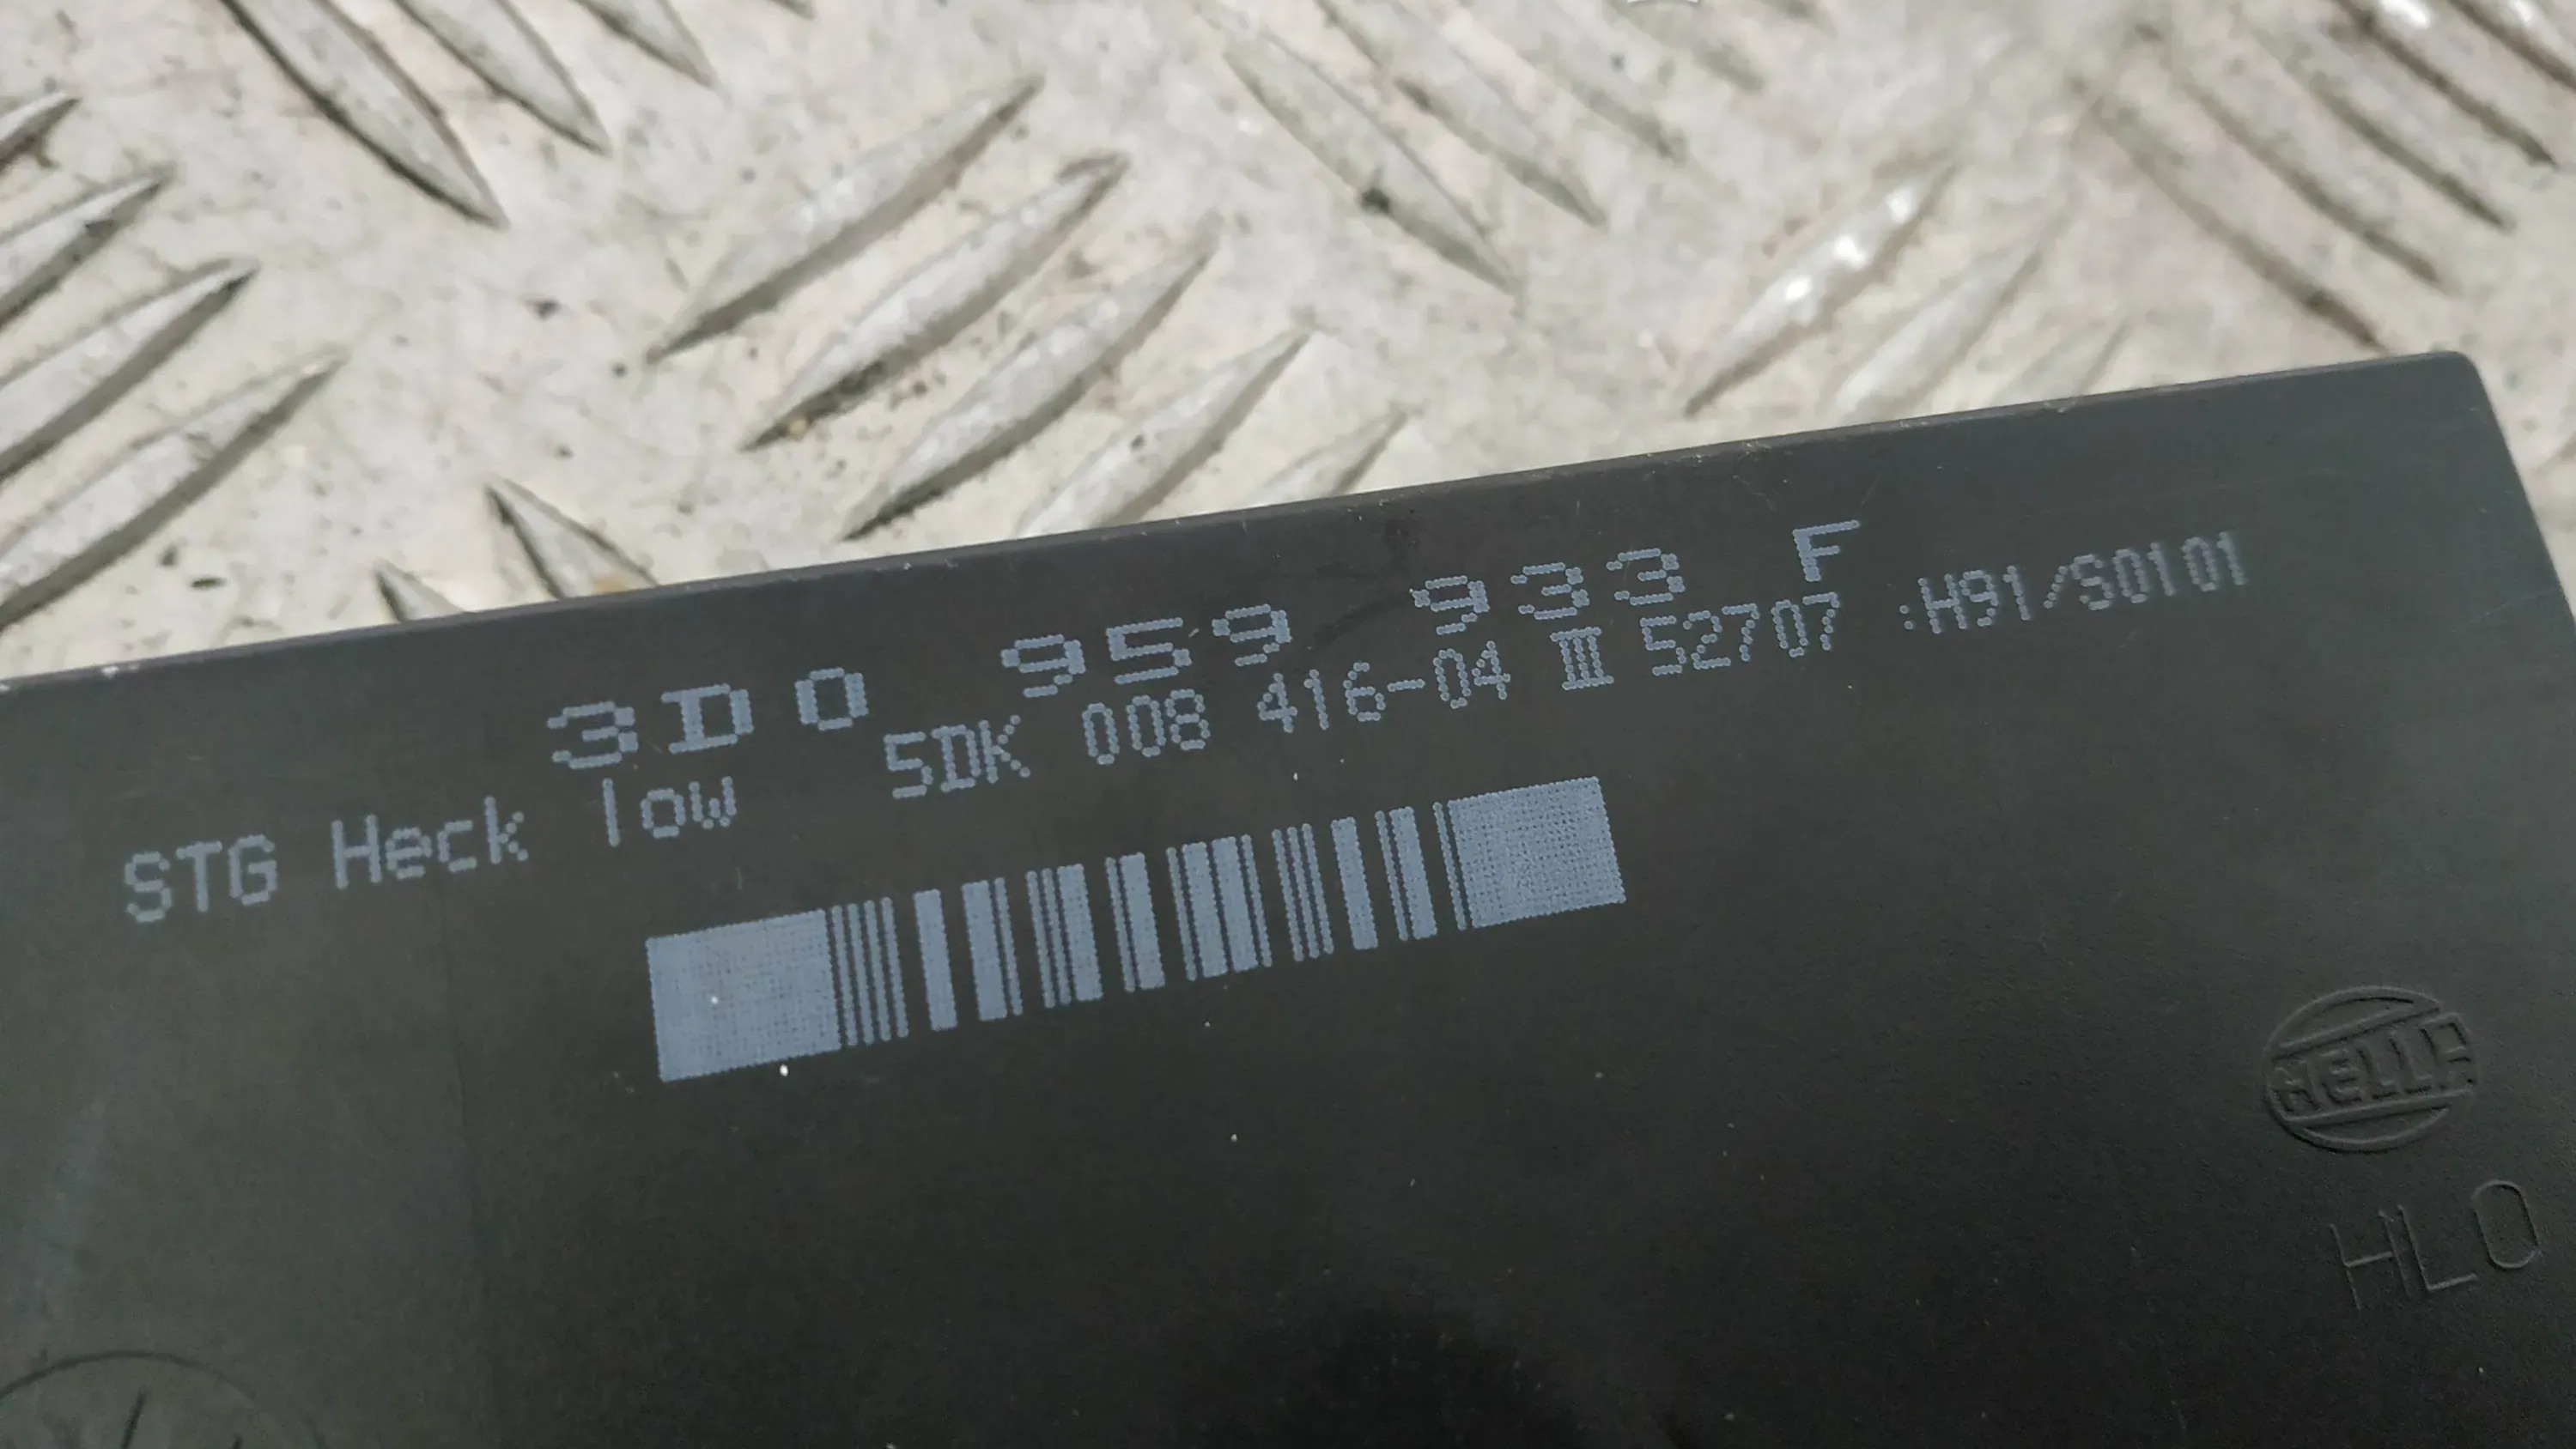 3D0 959 933 F
STG Heck low 5DK 008 416-04 III 52707 :H91/S0101
HELLA
HLO